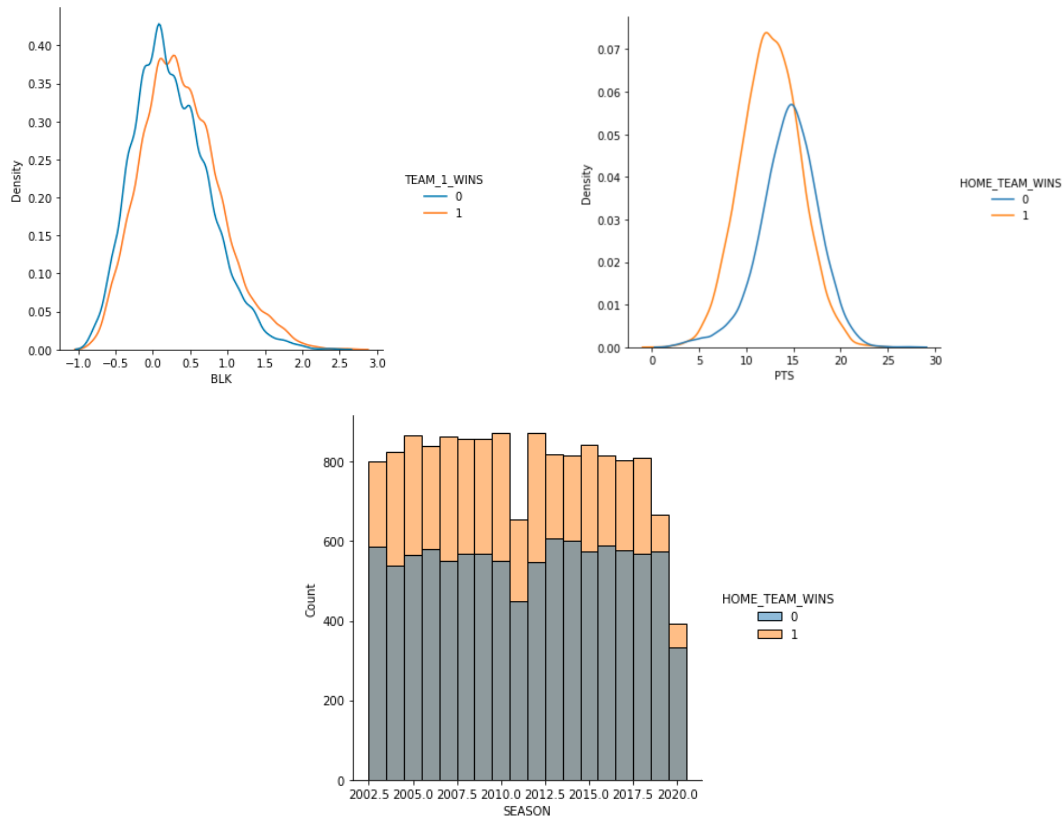 0.40
0.35
0.30
0.25
0.20
0.15
0.10
0.05
0.00
Density
−1.0 −0.5 0.0 0.5 1.0 1.5 2.0 2.5 3.0
BLK
TEAM_1_WINS
0
1
0.07
0.06
0.05
0.04
0.03
0.02
0.01
0.00
Density
0 5 10 15 20 25 30
PTS
HOME_TEAM_WINS
0
1
800
600
400
200
0
Count
2002.5 2005.0 2007.5 2010.0 2012.5 2015.0 2017.5 2020.0
SEASON
HOME_TEAM_WINS
0
1